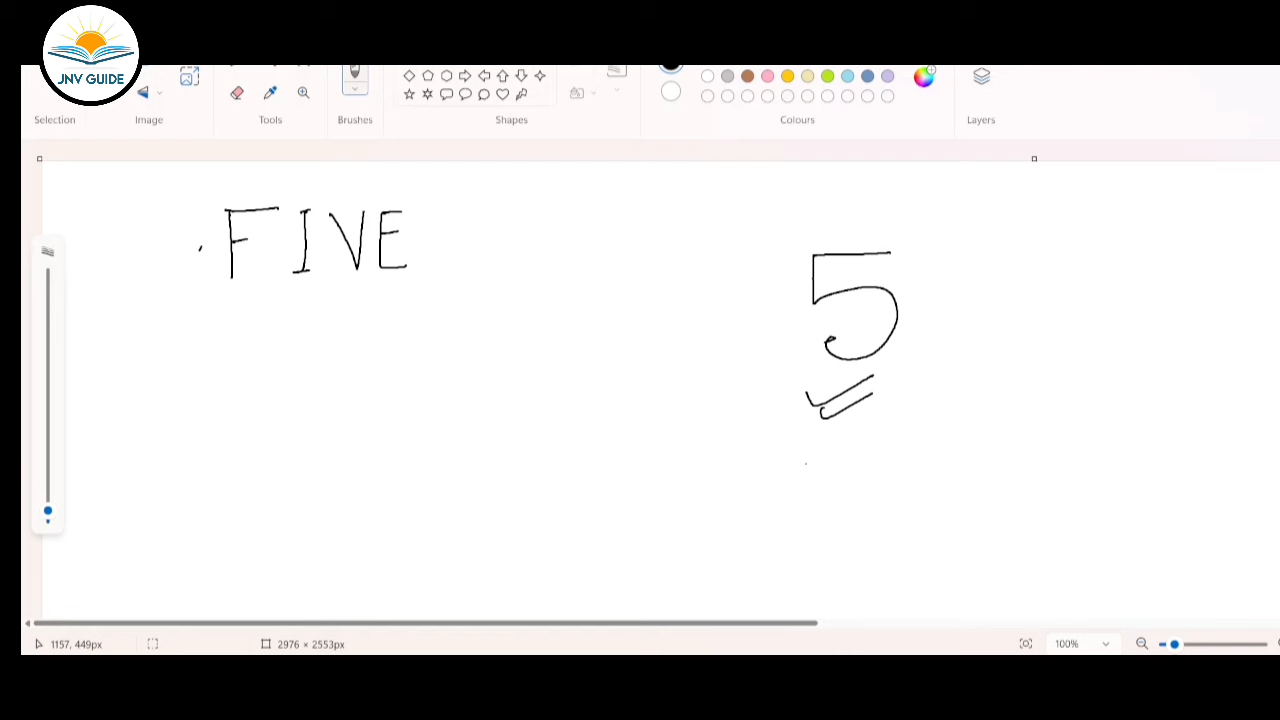 JNV GUIDE
Selection
Image
Tools
Brushes
Shapes
Colours
Layers
FIVE
5
1157, 449px
2976 × 2553px
100%